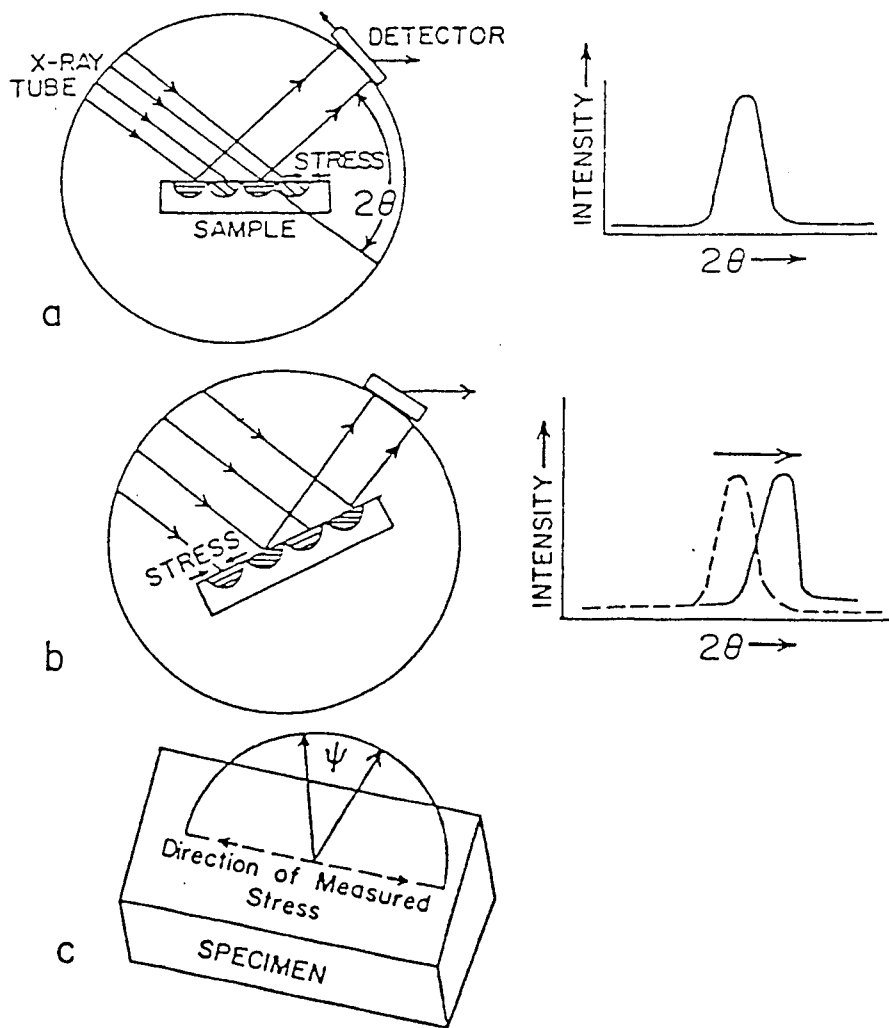 X-RAY
TUBE
DETECTOR
STRESS
2θ
SAMPLE
a
INTENSITY
2θ
STRESS
b
INTENSITY
2θ
ψ
Direction of Measured
Stress
SPECIMEN
c